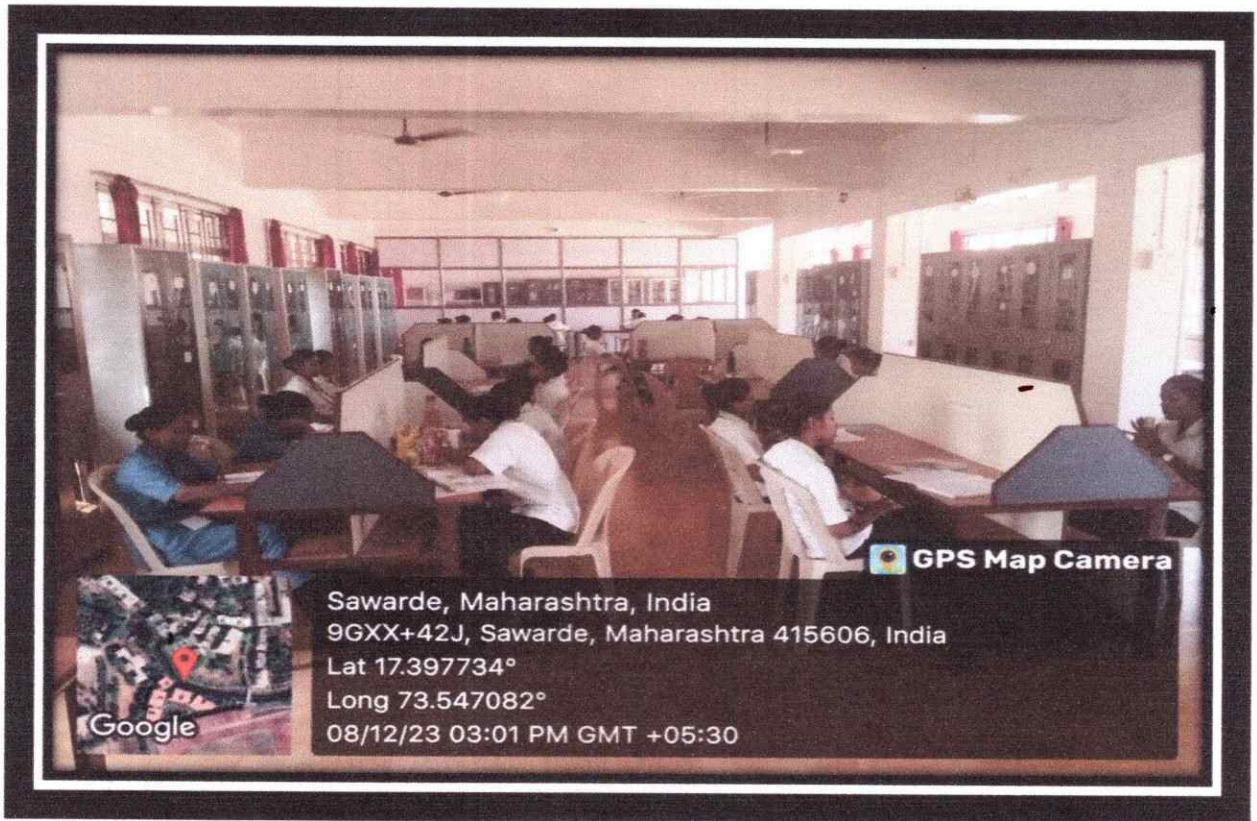 GPS Map Camera
Sawarde, Maharashtra, India
9GXX+42J, Sawarde, Maharashtra 415606, India
Lat 17.397734°
Long 73.547082°
08/12/23 03:01 PM GMT +05:30
Google